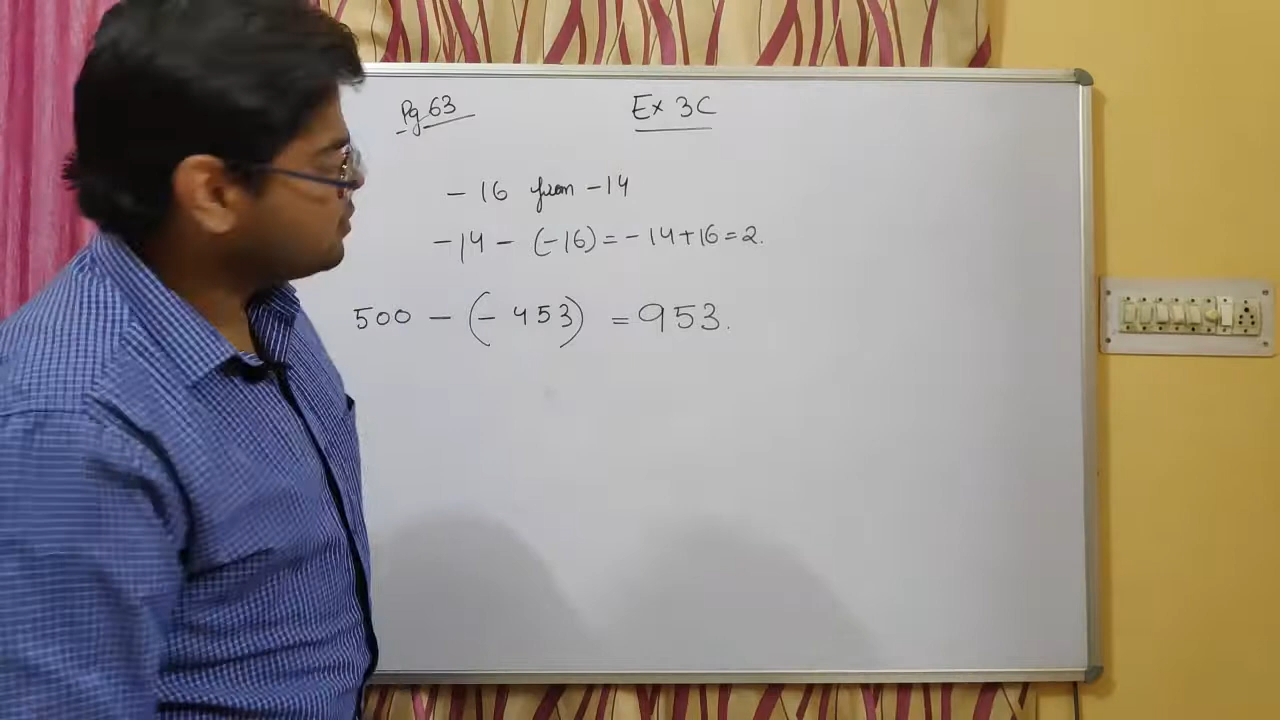 Pg 63
Ex 3C
- 16 from -14
-14 - (-16) = -14+16 = 2.
500 - (- 453) = 953.